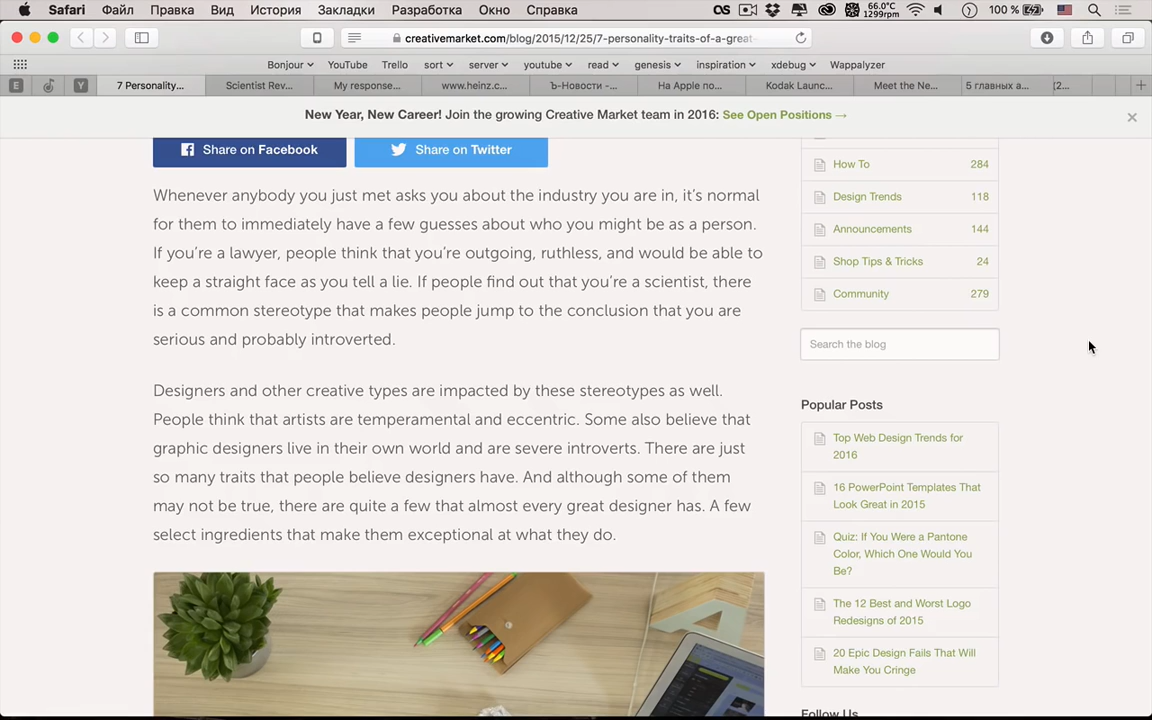 Safari Файл Правка Вид История Закладки Разработка Окно Справка
66.0°C
1299rpm
100 %
creativemarket.com/blog/2015/12/25/7-personality-traits-of-a-great-
Bonjour YouTube Trello sort server youtube read genesis inspiration xdebug Wappalyzer
E Y 7 Personality... Scientist Rev... My response... www.heinz.c... Ъ-Новости -... На Apple по... Kodak Launc... Meet the Ne... 5 главных а... [2...
New Year, New Career! Join the growing Creative Market team in 2016: See Open Positions →
Share on Facebook
Share on Twitter
Whenever anybody you just met asks you about the industry you are in, it's normal
for them to immediately have a few guesses about who you might be as a person.
If you're a lawyer, people think that you're outgoing, ruthless, and would be able to
keep a straight face as you tell a lie. If people find out that you're a scientist, there
is a common stereotype that makes people jump to the conclusion that you are
serious and probably introverted.
Designers and other creative types are impacted by these stereotypes as well.
People think that artists are temperamental and eccentric. Some also believe that
graphic designers live in their own world and are severe introverts. There are just
so many traits that people believe designers have. And although some of them
may not be true, there are quite a few that almost every great designer has. A few
select ingredients that make them exceptional at what they do.
How To 284
Design Trends 118
Announcements 144
Shop Tips & Tricks 24
Community 279
Search the blog
Popular Posts
Top Web Design Trends for
2016
16 PowerPoint Templates That
Look Great in 2015
Quiz: If You Were a Pantone
Color, Which One Would You
Be?
The 12 Best and Worst Logo
Redesigns of 2015
20 Epic Design Fails That Will
Make You Cringe
Follow Us